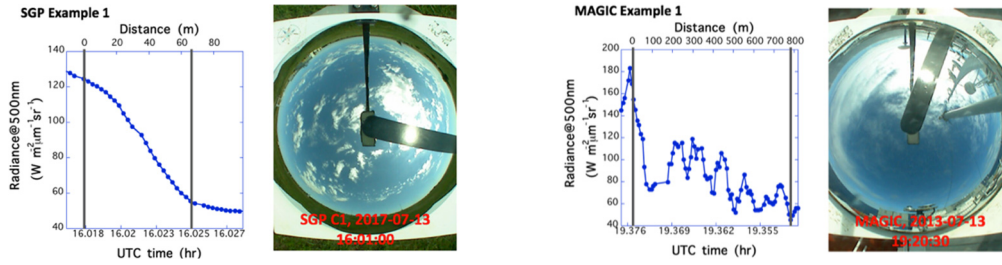 SGP Example 1
Distance (m)
0 20 40 60 80
140
120
100
80
60
40
Radiance@500nm
(W m⁻²μm⁻¹sr⁻¹)
16.018 16.02 16.023 16.025 16.027
UTC time (hr)
SGP C1, 2017-07-13
16:01:00
MAGIC Example 1
Distance (m)
0 100 200 300 400 500 600 700 800
200
180
160
140
120
100
80
60
40
Radiance@500nm
(W m⁻²μm⁻¹sr⁻¹)
19.376 19.369 19.362 19.355
UTC time (hr)
MAGIC, 2013-07-13
19:20:30